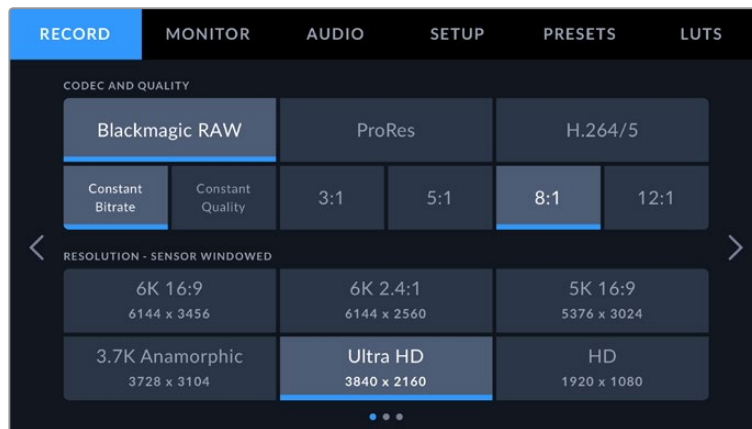 RECORD MONITOR AUDIO SETUP PRESETS LUTS
CODEC AND QUALITY
Blackmagic RAW ProRes H.264/5
Constant Bitrate Constant Quality 3:1 5:1 8:1 12:1
RESOLUTION - SENSOR WINDOWED
6K 16:9 6K 2.4:1 5K 16:9
6144 x 3456 6144 x 2560 5376 x 3024
3.7K Anamorphic Ultra HD HD
3728 x 3104 3840 x 2160 1920 x 1080